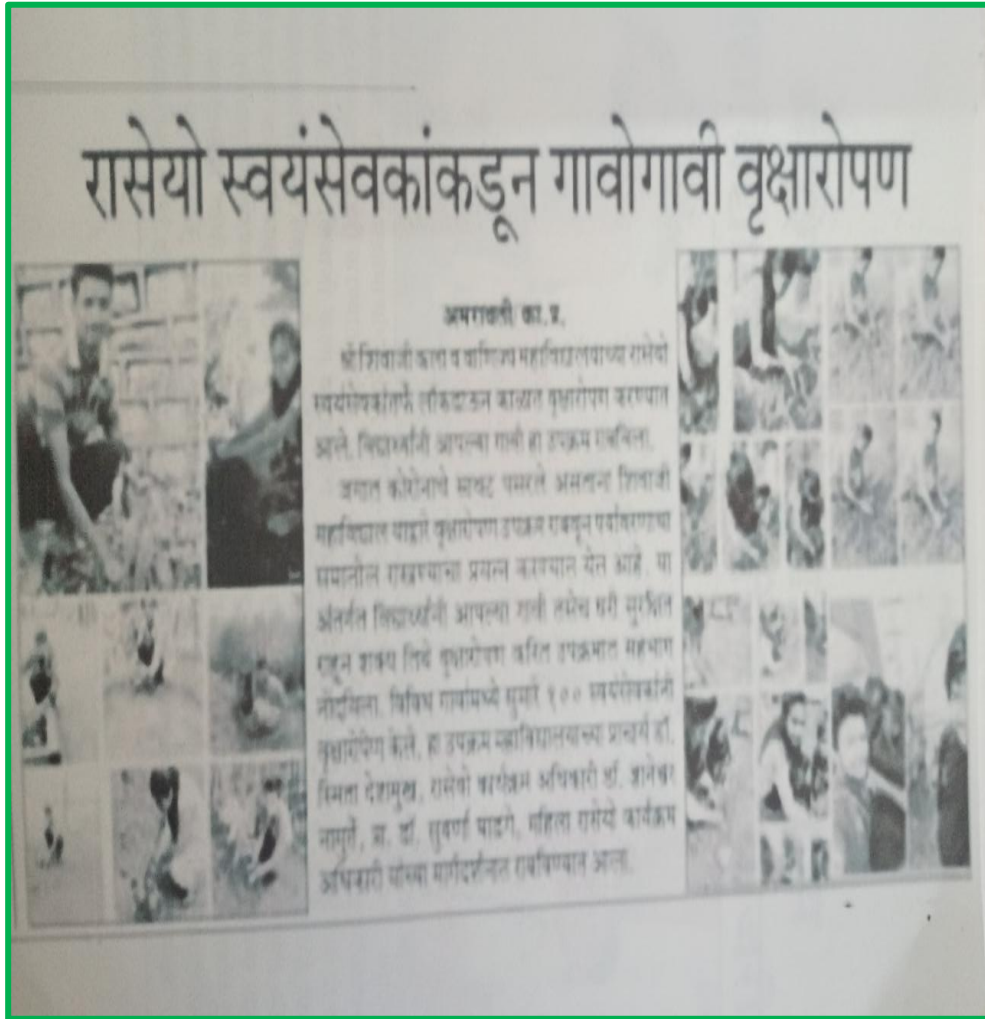 रासेयो स्वयंसेवकांकडून गावोगावी वृक्षारोपण
अमरावती का.प्र.
श्री शिवाजी कला व वाणिज्य महाविद्यालयाच्या रासेयो
स्वयंसेवकांतर्फे लॉकडाऊन काळात वृक्षारोपण करण्यात
आले. विद्यार्थ्यांनी आपल्या गावी हा उपक्रम राबविला.
जगात कोरोनाचे सावट पसरले असताना शिवाजी
महाविद्यालयाद्वारे वृक्षारोपण उपक्रम राबवून पर्यावरणाचा
समतोल राखण्याचा प्रयत्न करण्यात येत आहे. या
अंतर्गत विद्यार्थ्यांनी आपल्या गावी तसेच घरी सुरक्षित
राहून शक्य तिथे वृक्षारोपण करित उपक्रमात सहभाग
नोंदविला. विविध गावांमध्ये सुमारे १०० स्वयंसेवकांनी
वृक्षारोपण केले. हा उपक्रम महाविद्यालयाच्या प्राचार्य डॉ.
स्मिता देशमुख, रासेयो कार्यक्रम अधिकारी डॉ. ज्ञानेश्वर
नामुर्ते, प्रा. डॉ. सुवर्णा गाडगे, महिला रासेयो कार्यक्रम
अधिकारी यांच्या मार्गदर्शनात राबविण्यात आला.